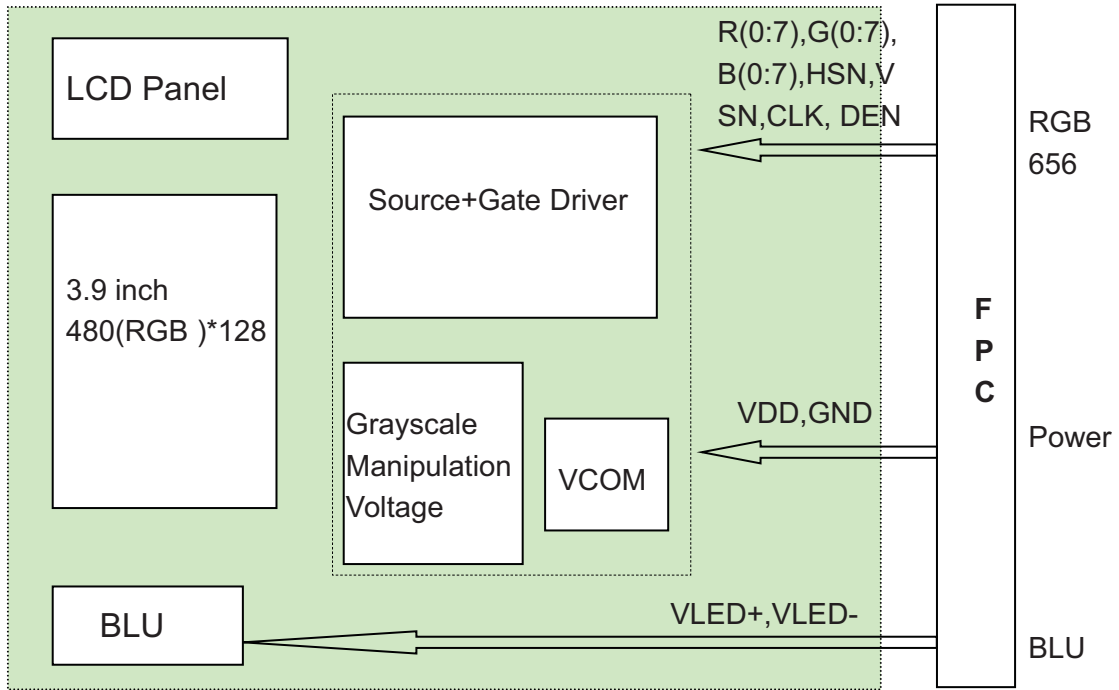 LCD Panel
3.9 inch
480(RGB )*128
BLU
Source+Gate Driver
Grayscale
Manipulation
Voltage
VCOM
R(0:7),G(0:7),
B(0:7),HSN,V
SN,CLK, DEN
VDD,GND
VLED+,VLED-
F
P
C
RGB
656
Power
BLU